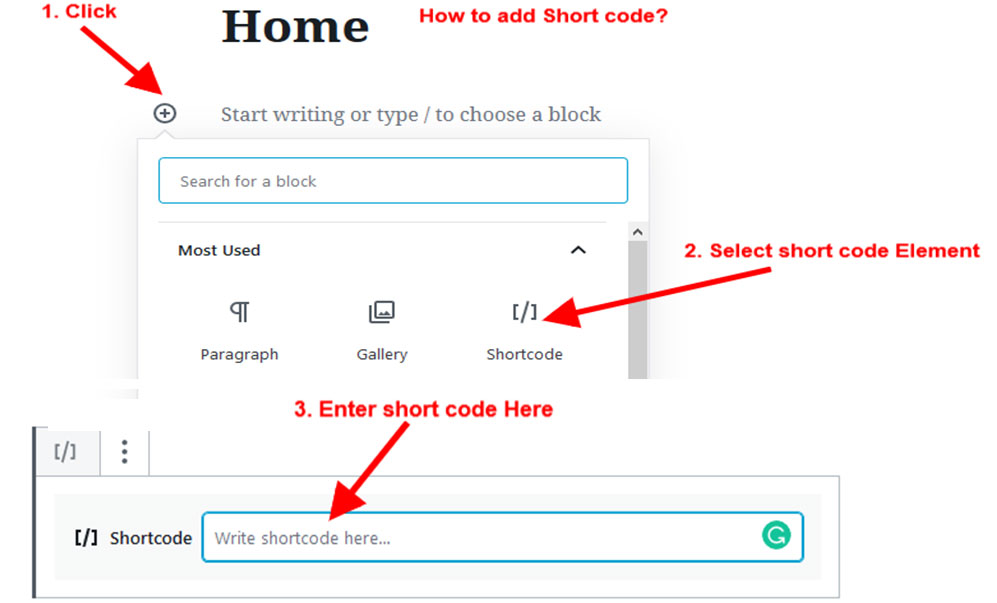 1. Click
How to add Short code?
Home
Start writing or type / to choose a block
Search for a block
Most Used
2. Select short code Element
[/]
Paragraph Gallery Shortcode
3. Enter short code Here
[/]
[/] Shortcode Write shortcode here...